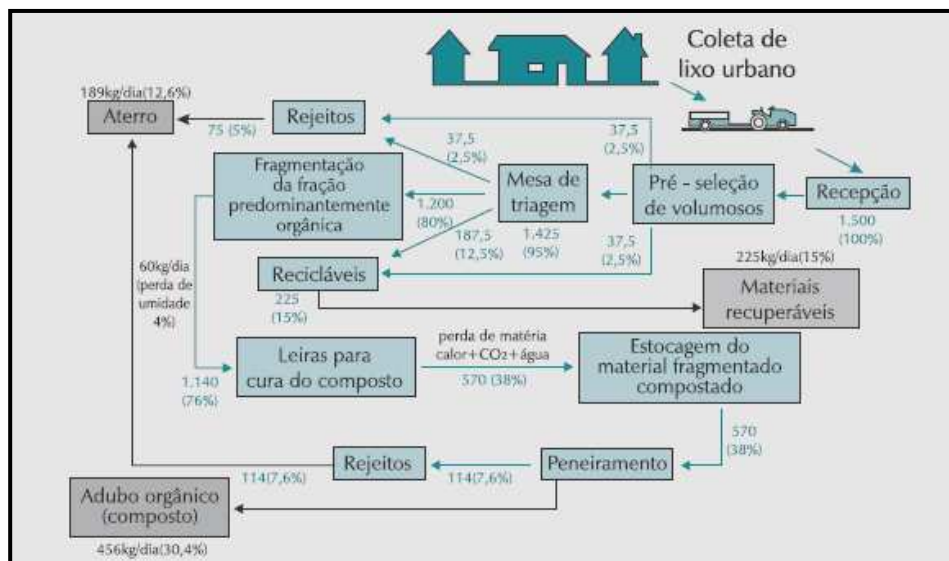 Coleta de
lixo urbano
189kg/dia(12,6%)
Aterro
75 (5%)
Rejeitos
37,5
(2,5%)
37,5
(2,5%)
Fragmentação
da fração
predominantemente
orgânica
1.200
(80%)
Mesa de
triagem
1.425
(95%)
Pré - seleção
de volumosos
Recepção
1.500
(100%)
187,5
(12,5%)
37,5
(2,5%)
60kg/dia
(perda de
umidade
4%)
Recicláveis
225
(15%)
225kg/dia(15%)
Materiais
recuperáveis
Leiras para
cura do composto
1.140
(76%)
perda de matéria
calor+CO2+água
570 (38%)
Estocagem do
material fragmentado
compostado
570
(38%)
Peneiramento
114(7,6%)
Rejeitos
114(7,6%)
Adubo orgânico
(composto)
456kg/dia(30,4%)